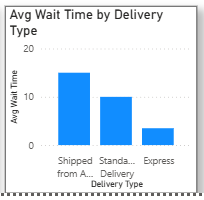 Avg Wait Time by Delivery
Type
20
10
0
Avg Wait Time
Shipped
from A...
Standa...
Delivery
Express
Delivery Type